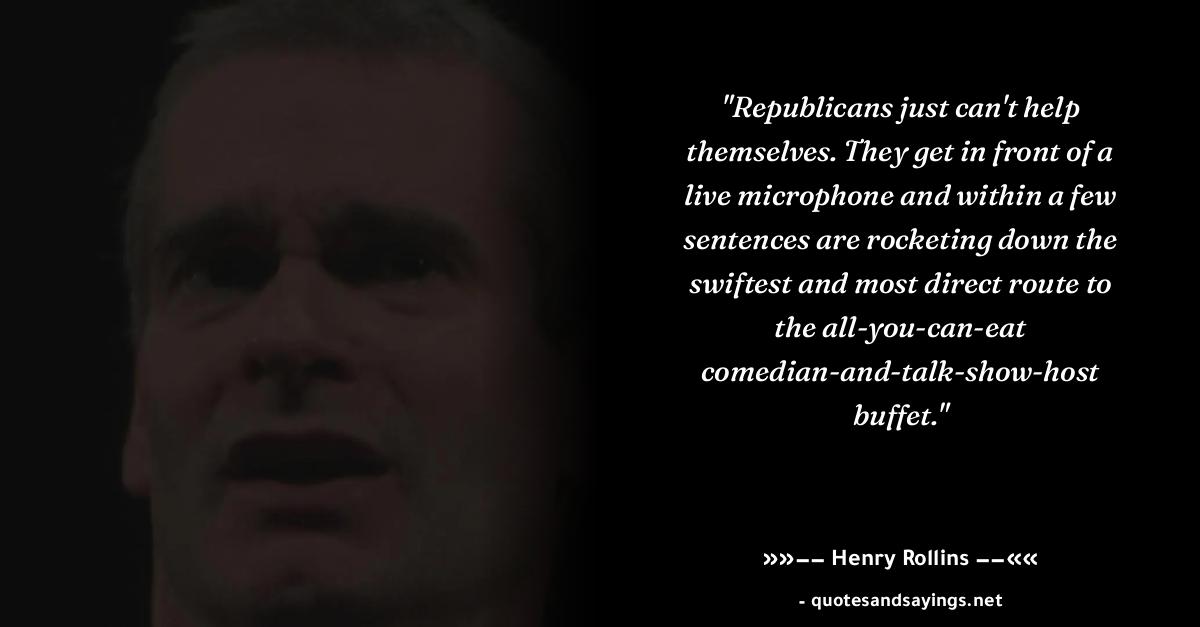 "Republicans just can't help
themselves. They get in front of a
live microphone and within a few
sentences are rocketing down the
swiftest and most direct route to
the all-you-can-eat
comedian-and-talk-show-host
buffet."
»»–– Henry Rollins ––««
- quotesandsayings.net